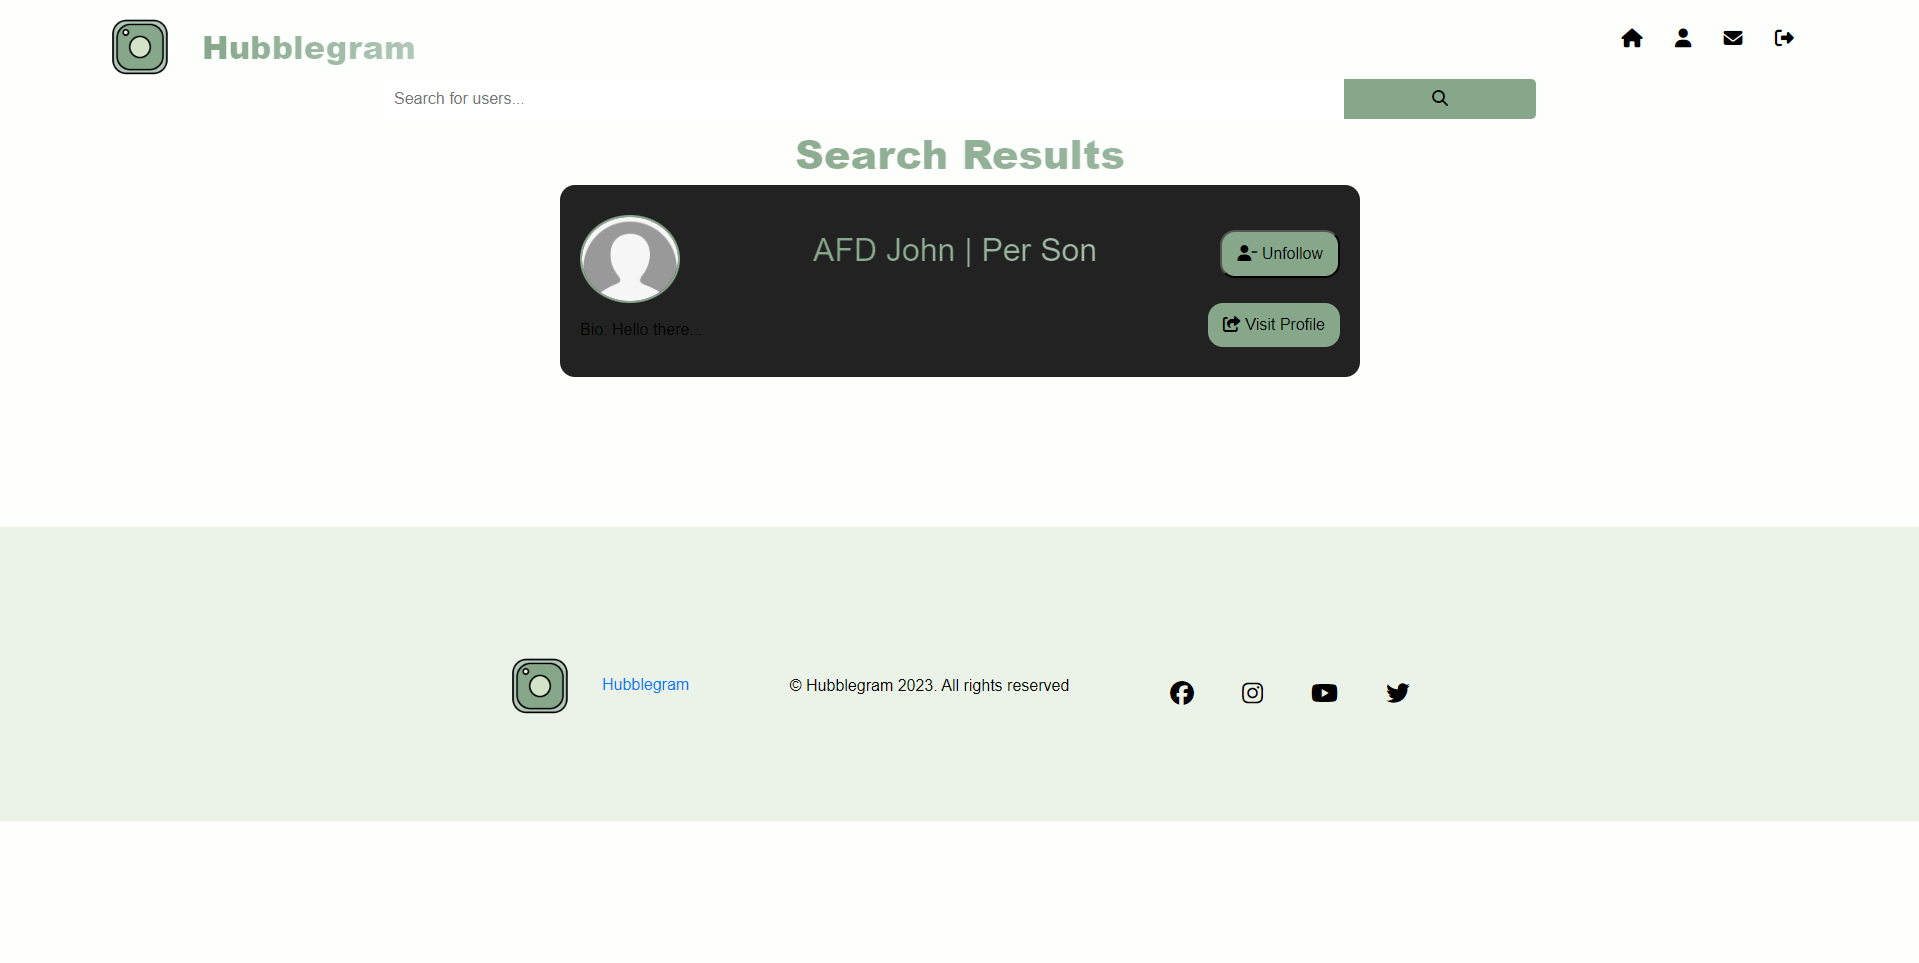 Hubblegram
Search for users...
Search Results
AFD John | Per Son
Unfollow
Bio: Hello there...
Visit Profile
Hubblegram
© Hubblegram 2023. All rights reserved